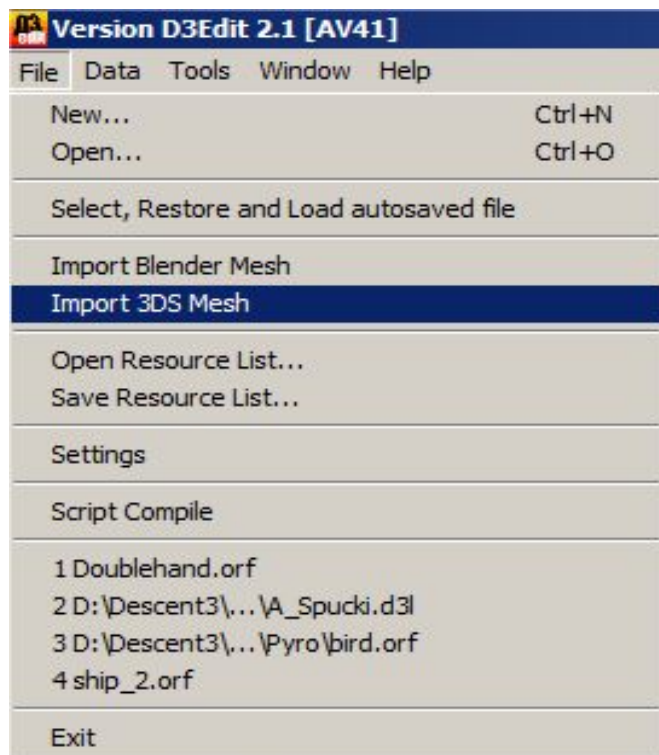 Version D3Edit 2.1 [AV41]
File Data Tools Window Help
New... Ctrl+N
Open... Ctrl+O
Select, Restore and Load autosaved file
Import Blender Mesh
Import 3DS Mesh
Open Resource List...
Save Resource List...
Settings
Script Compile
1 Doublehand.orf
2 D:\Descent3\...\A_Spucki.d3l
3 D:\Descent3\...\Pyro\bird.orf
4 ship_2.orf
Exit